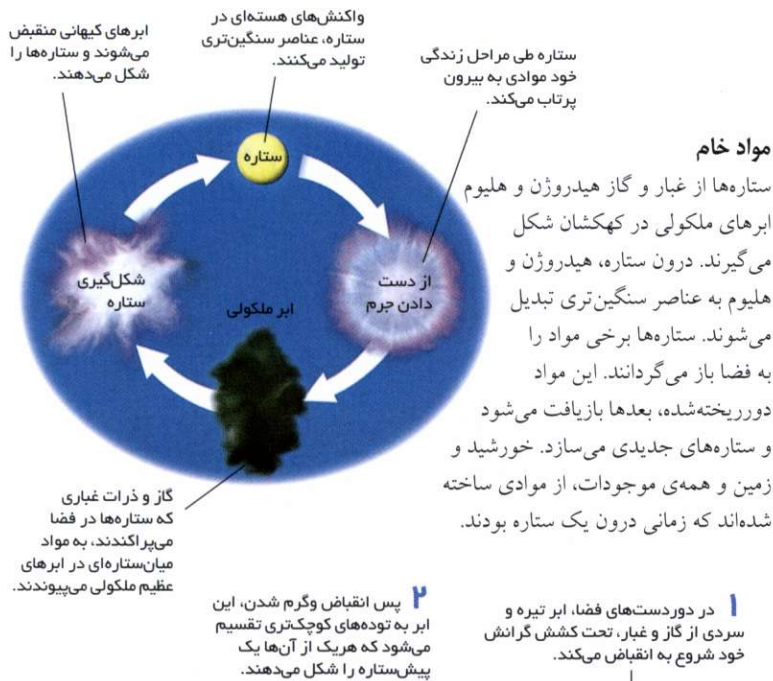 ابرهای کیهانی منقبض
می‌شوند و ستاره‌ها را
شکل می‌دهند.
واکنش‌های هسته‌ای در
ستاره، عناصر سنگین‌تری
تولید می‌کنند.
ستاره طی مراحل زندگی
خود موادی به بیرون
پرتاب می‌کند.
ستاره
از دست
دادن جرم
ابر ملکولی
شکل‌گیری
ستاره
گاز و ذرات غباری
که ستاره‌ها در فضا
می‌پراکندند، به مواد
میان‌ستاره‌ای در ابرهای
عظیم ملکولی می‌پیوندند.
مواد خام
ستاره‌ها از غبار و گاز هیدروژن و هلیوم
ابرهای ملکولی در کهکشان شکل
می‌گیرند. درون ستاره، هیدروژن و
هلیوم به عناصر سنگین‌تری تبدیل
می‌شوند. ستاره‌ها برخی مواد را
به فضا باز می‌گردانند. این مواد
دورریخته‌شده، بعدها بازیافت می‌شود
و ستاره‌های جدیدی می‌سازد. خورشید و
زمین و همه‌ی موجودات، از موادی ساخته
شده‌اند که زمانی درون یک ستاره بودند.
۱ در دوردست‌های فضا، ابر تیره و
سردی از گاز و غبار، تحت کشش گرانش
خود شروع به انقباض می‌کند.
۲ پس انقباض وگرم شدن، این
ابر به توده‌های کوچک‌تری تقسیم
می‌شود که هریک از آن‌ها یک
پیش‌ستاره را شکل می‌دهند.